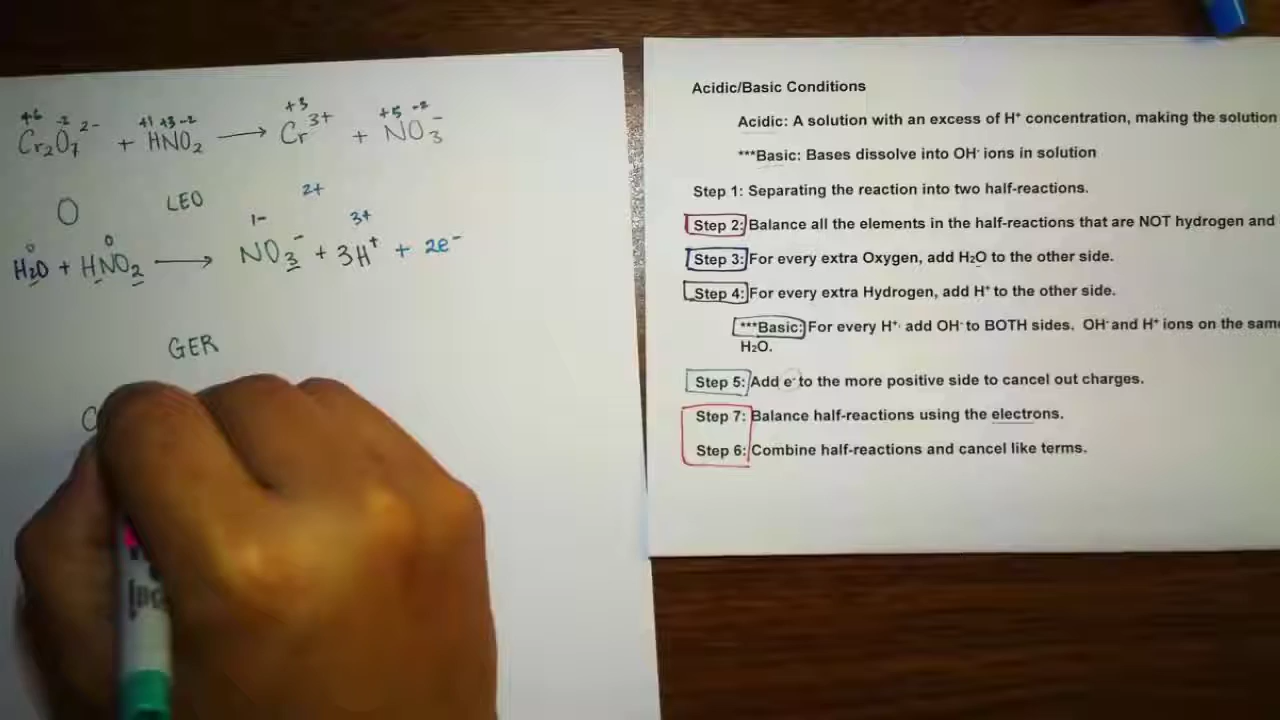 +6 -2 +1 +3 -2 +3 +5 -2
Cr₂O₇²⁻ + HNO₂ ⟶ Cr³⁺ + NO₃⁻
0 LEO 2+
0 0 1- 3+
H₂O + HNO₂ ⟶ NO₃⁻ + 3H⁺ + 2e⁻
GER
C
Acidic/Basic Conditions
Acidic: A solution with an excess of H⁺ concentration, making the solution
***Basic: Bases dissolve into OH⁻ ions in solution
Step 1: Separating the reaction into two half-reactions.
Step 2: Balance all the elements in the half-reactions that are NOT hydrogen and
Step 3: For every extra Oxygen, add H₂O to the other side.
Step 4: For every extra Hydrogen, add H⁺ to the other side.
***Basic: For every H⁺ add OH⁻ to BOTH sides. OH⁻ and H⁺ ions on the same
H₂O.
Step 5: Add e⁻ to the more positive side to cancel out charges.
Step 7: Balance half-reactions using the electrons.
Step 6: Combine half-reactions and cancel like terms.